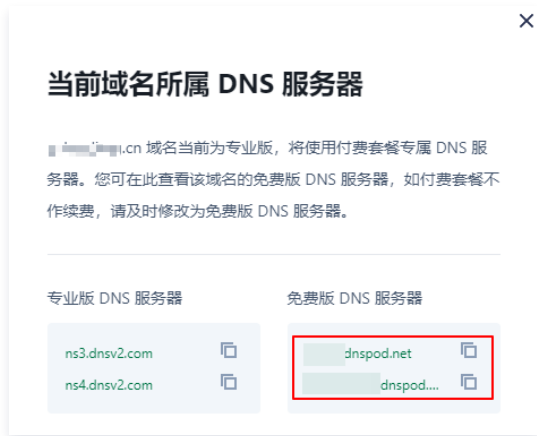 当前域名所属 DNS 服务器
.cn 域名当前为专业版，将使用付费套餐专属 DNS 服
务器。您可在此查看该域名的免费版 DNS 服务器，如付费套餐不
作续费，请及时修改为免费版 DNS 服务器。
专业版 DNS 服务器
免费版 DNS 服务器
ns3.dnsv2.com
ns4.dnsv2.com
dnspod.net
dnspod....